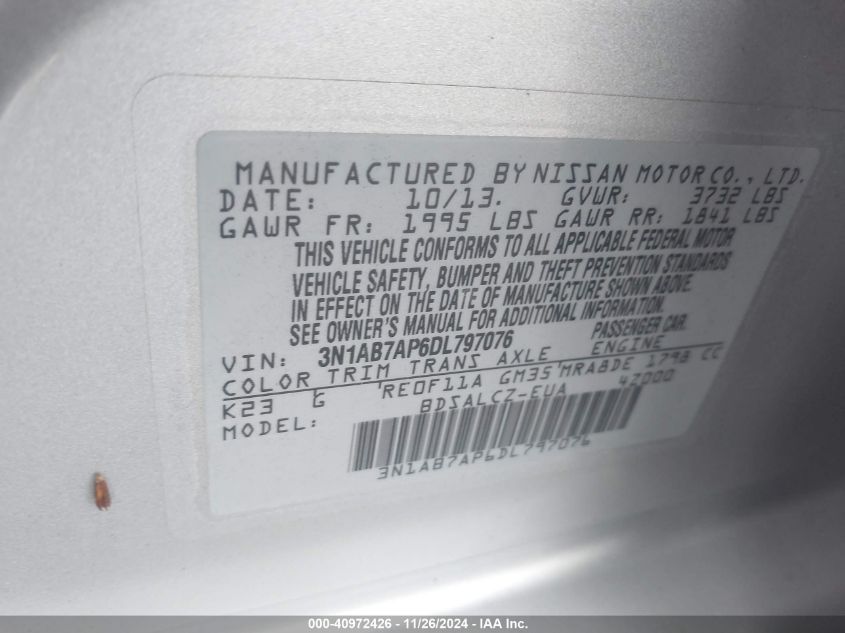 MANUFACTURED BY NISSAN MOTOR CO., LTD.
DATE: 10/13. GVWR: 3732 LBS
GAWR FR: 1995 LBS GAWR RR: 1841 LBS
THIS VEHICLE CONFORMS TO ALL APPLICABLE FEDERAL MOTOR
VEHICLE SAFETY, BUMPER AND THEFT PREVENTION STANDARDS
IN EFFECT ON THE DATE OF MANUFACTURE SHOWN ABOVE.
SEE OWNER'S MANUAL FOR ADDITIONAL INFORMATION.
VIN: 3N1AB7AP6DL797076 PASSENGER CAR.
COLOR TRIM TRANS AXLE ENGINE
K23 G RE0F11A GM35 MRA8DE 1798 CC
MODEL: BDSALCZ-EUA 4Z000
3N1AB7AP6DL797076
000-40972426 - 11/26/2024 - IAA Inc.